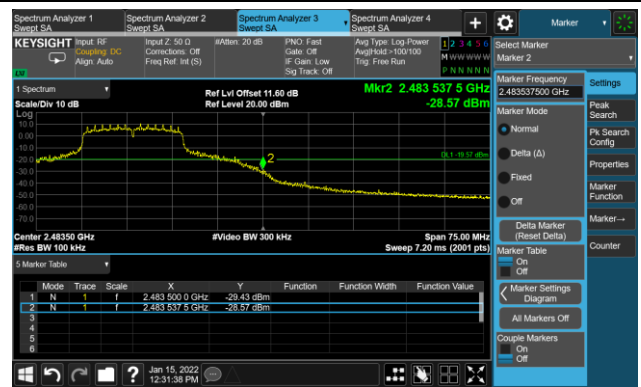 Spectrum Analyzer 1
Swept SA
Spectrum Analyzer 2
Swept SA
Spectrum Analyzer 3
Swept SA
Spectrum Analyzer 4
Swept SA
Marker
KEYSIGHT
Input: RF
Coupling: DC
Align: Auto
Input Z: 50 Ω
Corrections: Off
Freq Ref: Int (S)
#Atten: 20 dB
PNO: Fast
Gate: Off
IF Gain: Low
Sig Track: Off
Avg Type: Log-Power
Avg|Hold:>100/100
Trig: Free Run
1 2 3 4 5 6
M W W W W W
P N N N N N
LW
Select Marker
Marker 2
1 Spectrum
Scale/Div 10 dB
Log
Ref Lvl Offset 11.60 dB
Ref Level 20.00 dBm
Mkr2 2.483 537 5 GHz
-28.57 dBm
10.0
0.00
-10.0
-20.0
-30.0
-40.0
-50.0
-60.0
-70.0
2
DL1 -19.57 dBm
Center 2.48350 GHz
#Res BW 100 kHz
#Video BW 300 kHz
Span 75.00 MHz
Sweep 7.20 ms (2001 pts)
5 Marker Table
Mode Trace Scale X Y Function Function Width Function Value
1 N 1 f 2.483 500 0 GHz -29.43 dBm
2 N 1 f 2.483 537 5 GHz -28.57 dBm
3
4
5
6
Marker Frequency
2.483537500 GHz
Marker Mode
Normal
Delta (Δ)
Fixed
Off
Delta Marker
(Reset Delta)
Marker Table
On
Off
Marker Settings
Diagram
All Markers Off
Couple Markers
On
Off
Settings
Peak
Search
Pk Search
Config
Properties
Marker
Function
Marker→
Counter
Jan 15, 2022
12:31:38 PM